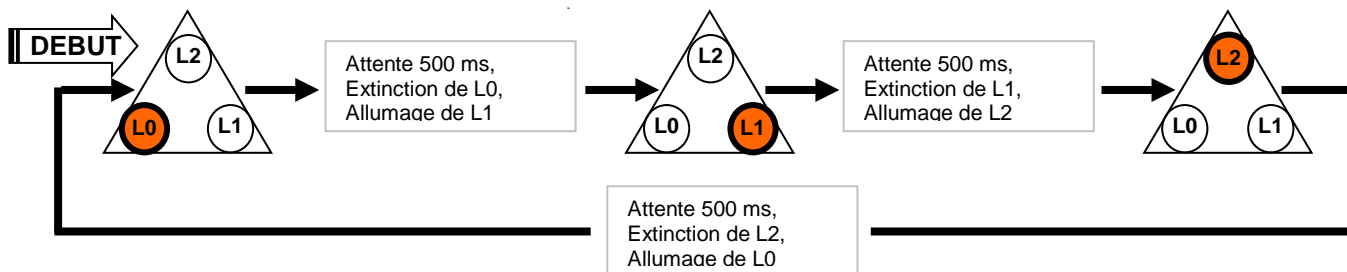 DEBUT
L2
L0
L1
Attente 500 ms,
Extinction de L0,
Allumage de L1
L2
L0
L1
Attente 500 ms,
Extinction de L1,
Allumage de L2
L2
L0
L1
Attente 500 ms,
Extinction de L2,
Allumage de L0